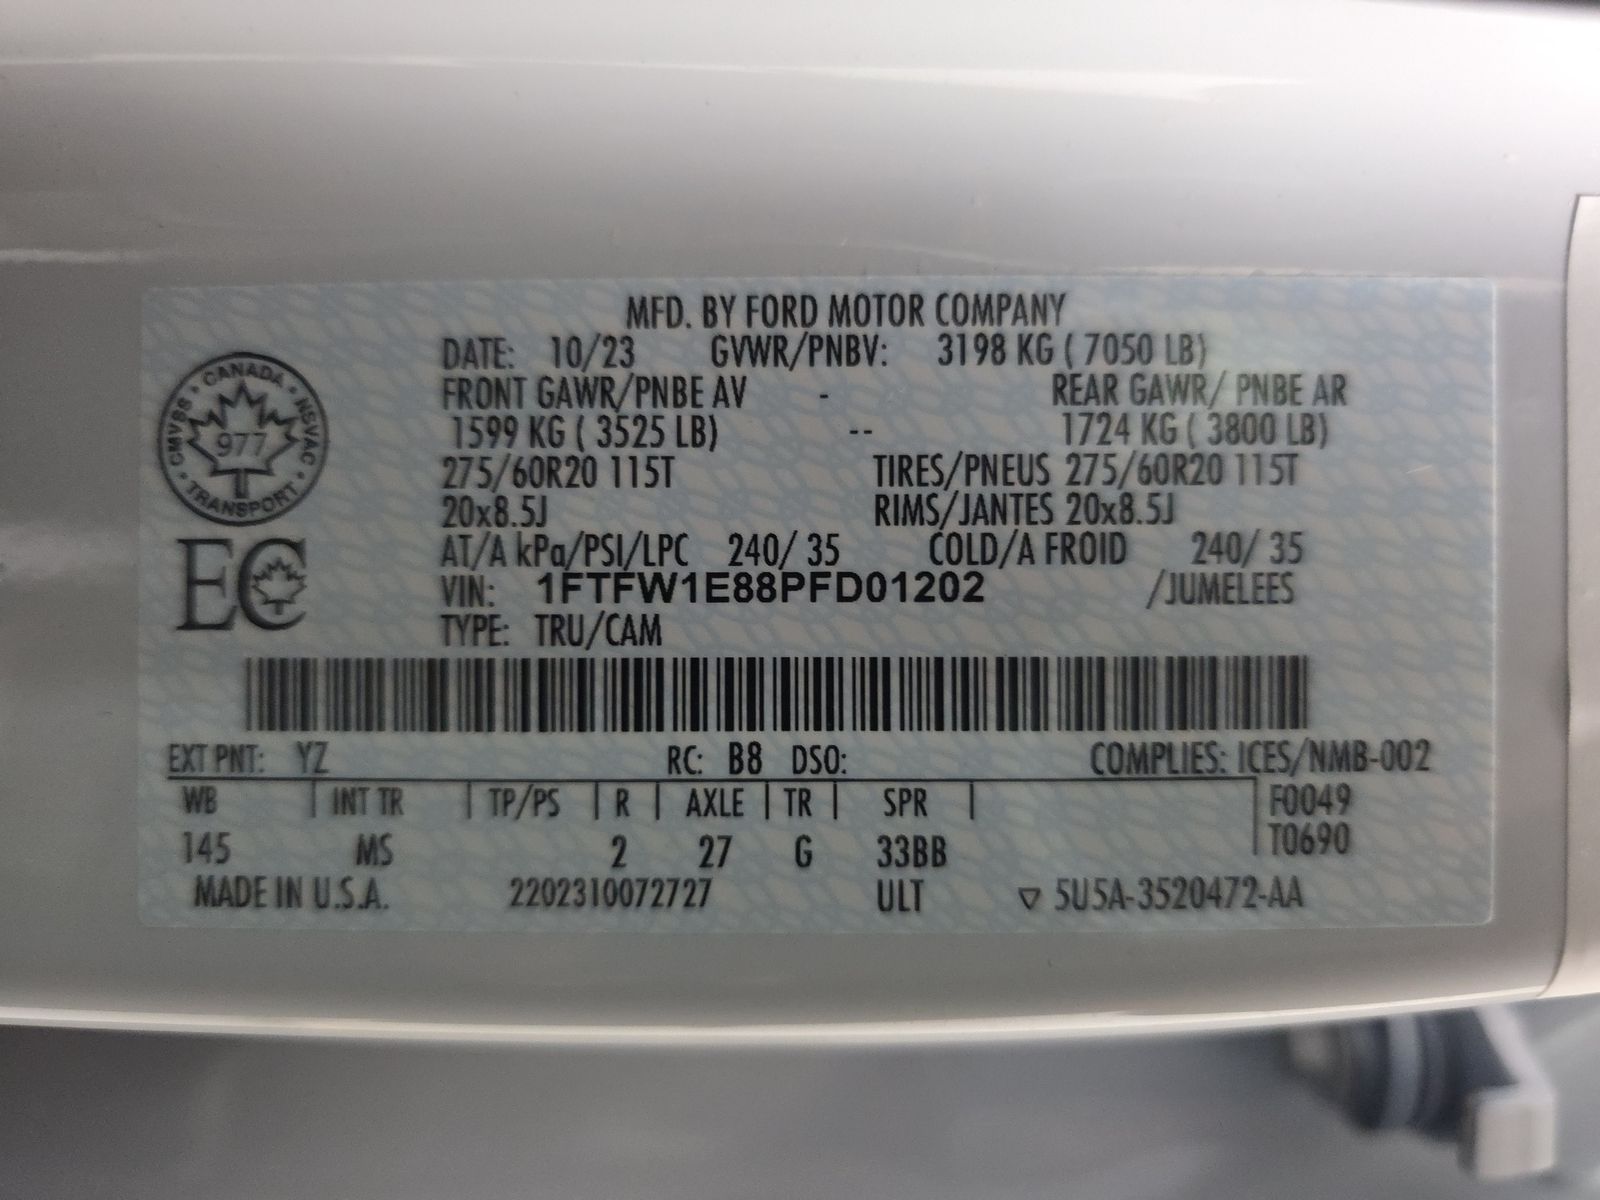 MFD. BY FORD MOTOR COMPANY
DATE: 10/23 GVWR/PNBV: 3198 KG ( 7050 LB)
FRONT GAWR/PNBE AV - REAR GAWR/ PNBE AR
1599 KG ( 3525 LB) -- 1724 KG ( 3800 LB)
275/60R20 115T TIRES/PNEUS 275/60R20 115T
20x8.5J RIMS/JANTES 20x8.5J
AT/A kPa/PSI/LPC 240/ 35 COLD/A FROID 240/ 35
VIN: 1FTFW1E88PFD01202 /JUMELEES
TYPE: TRU/CAM
CANADA
CMVSS • NSVAC
977
TRANSPORT
EC
EXT PNT: YZ RC: B8 DSO: COMPLIES: ICES/NMB-002
WB | INT TR | TP/PS | R | AXLE | TR | SPR | F0049
T0690
145 MS 2 27 G 33BB
MADE IN U.S.A. 2202310072727 ULT ▽ 5U5A-3520472-AA